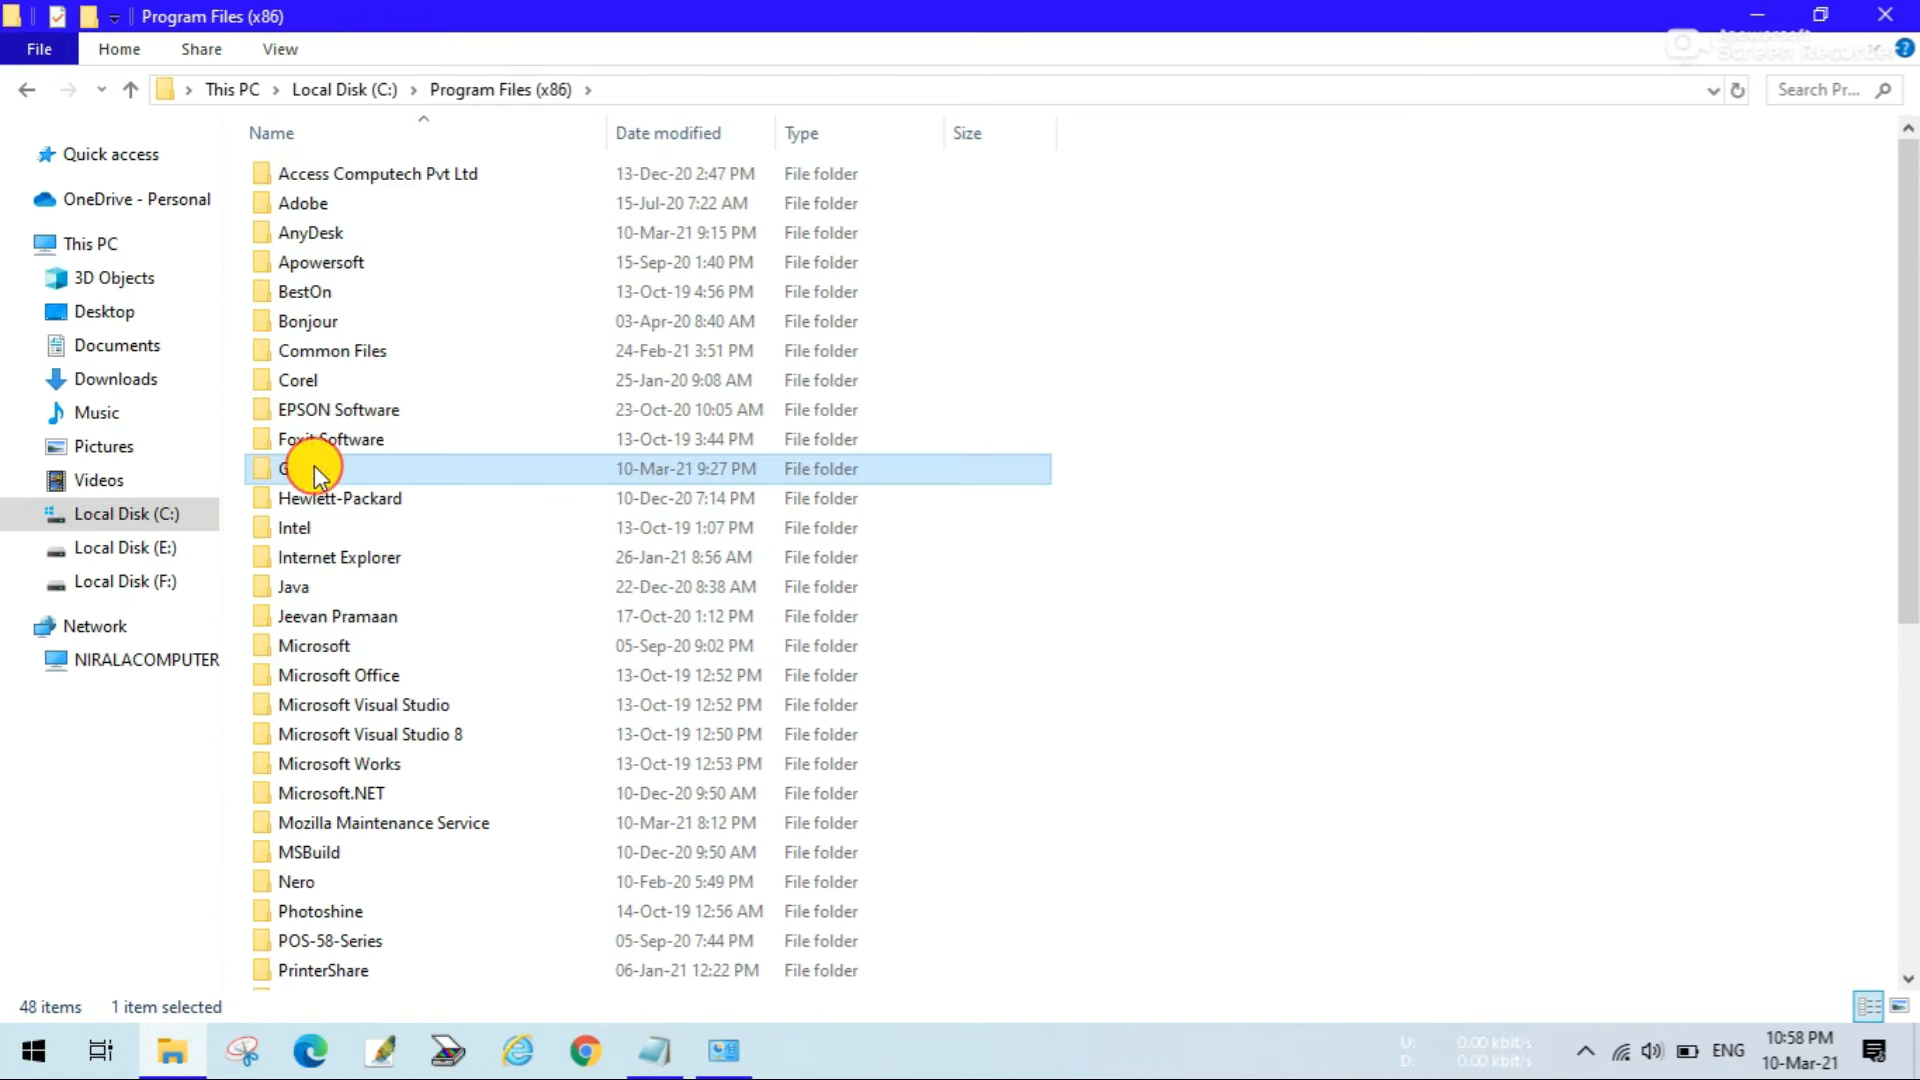 Program Files (x86)
File Home Share View
This PC > Local Disk (C:) > Program Files (x86) >
Search Pr...
Name Date modified Type Size
Quick access
OneDrive - Personal
This PC
3D Objects
Desktop
Documents
Downloads
Music
Pictures
Videos
Local Disk (C:)
Local Disk (E:)
Local Disk (F:)
Network
NIRALACOMPUTER
Access Computech Pvt Ltd 13-Dec-20 2:47 PM File folder
Adobe 15-Jul-20 7:22 AM File folder
AnyDesk 10-Mar-21 9:15 PM File folder
Apowersoft 15-Sep-20 1:40 PM File folder
BestOn 13-Oct-19 4:56 PM File folder
Bonjour 03-Apr-20 8:40 AM File folder
Common Files 24-Feb-21 3:51 PM File folder
Corel 25-Jan-20 9:08 AM File folder
EPSON Software 23-Oct-20 10:05 AM File folder
Foxit Software 13-Oct-19 3:44 PM File folder
10-Mar-21 9:27 PM File folder
Hewlett-Packard 10-Dec-20 7:14 PM File folder
Intel 13-Oct-19 1:07 PM File folder
Internet Explorer 26-Jan-21 8:56 AM File folder
Java 22-Dec-20 8:38 AM File folder
Jeevan Pramaan 17-Oct-20 1:12 PM File folder
Microsoft 05-Sep-20 9:02 PM File folder
Microsoft Office 13-Oct-19 12:52 PM File folder
Microsoft Visual Studio 13-Oct-19 12:52 PM File folder
Microsoft Visual Studio 8 13-Oct-19 12:50 PM File folder
Microsoft Works 13-Oct-19 12:53 PM File folder
Microsoft.NET 10-Dec-20 9:50 AM File folder
Mozilla Maintenance Service 10-Mar-21 8:12 PM File folder
MSBuild 10-Dec-20 9:50 AM File folder
Nero 10-Feb-20 5:49 PM File folder
Photoshine 14-Oct-19 12:56 AM File folder
POS-58-Series 05-Sep-20 7:44 PM File folder
PrinterShare 06-Jan-21 12:22 PM File folder
48 items 1 item selected
U: 0.00 kbit/s
D: 0.00 kbit/s
ENG
10:58 PM
10-Mar-21